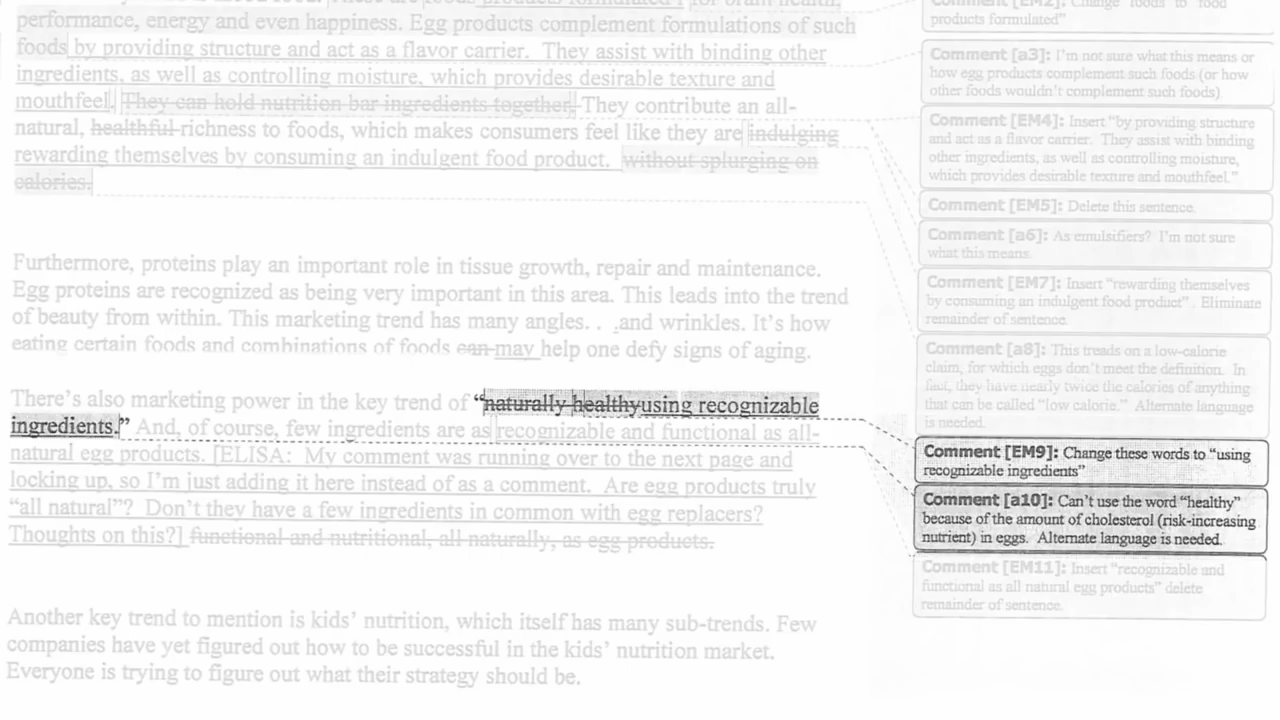 performance, energy and even happiness. Egg products complement formulations of such
foods by providing structure and act as a flavor carrier. They assist with binding other
ingredients, as well as controlling moisture, which provides desirable texture and
mouthfeel. They can hold nutrition bar ingredients together. They contribute an all-
natural, healthful richness to foods, which makes consumers feel like they are indulging
rewarding themselves by consuming an indulgent food product. without splurging on
calories.
Furthermore, proteins play an important role in tissue growth, repair and maintenance.
Egg proteins are recognized as being very important in this area. This leads into the trend
of beauty from within. This marketing trend has many angles. . .and wrinkles. It's how
eating certain foods and combinations of foods can may help one defy signs of aging.
There's also marketing power in the key trend of “naturally healthyusing recognizable
ingredients.” And, of course, few ingredients are as recognizable and functional as all-
natural egg products. [ELISA: My comment was running over to the next page and
locking up, so I'm just adding it here instead of as a comment. Are egg products truly
“all natural”? Don't they have a few ingredients in common with egg replacers?
Thoughts on this?] functional and nutritional, all naturally, as egg products.
Another key trend to mention is kids' nutrition, which itself has many sub-trends. Few
companies have yet figured out how to be successful in the kids' nutrition market.
Everyone is trying to figure out what their strategy should be.
Comment [EM2]: Change “foods” to “food
products formulated”
Comment [a3]: I'm not sure what this means or
how egg products complement such foods (or how
other foods wouldn't complement such foods).
Comment [EM4]: Insert “by providing structure
and act as a flavor carrier. They assist with binding
other ingredients, as well as controlling moisture,
which provides desirable texture and mouthfeel.”
Comment [EM5]: Delete this sentence.
Comment [a6]: As emulsifiers? I'm not sure
what this means.
Comment [EM7]: Insert “rewarding themselves
by consuming an indulgent food product” . Eliminate
remainder of sentence.
Comment [a8]: This treads on a low-calorie
claim, for which eggs don't meet the definition. In
fact, they have nearly twice the calories of anything
that can be called “low calorie.” Alternate language
is needed.
Comment [EM9]: Change these words to “using
recognizable ingredients”
Comment [a10]: Can't use the word “healthy”
because of the amount of cholesterol (risk-increasing
nutrient) in eggs. Alternate language is needed.
Comment [EM11]: Insert “recognizable and
functional as all natural egg products” delete
remainder of sentence.